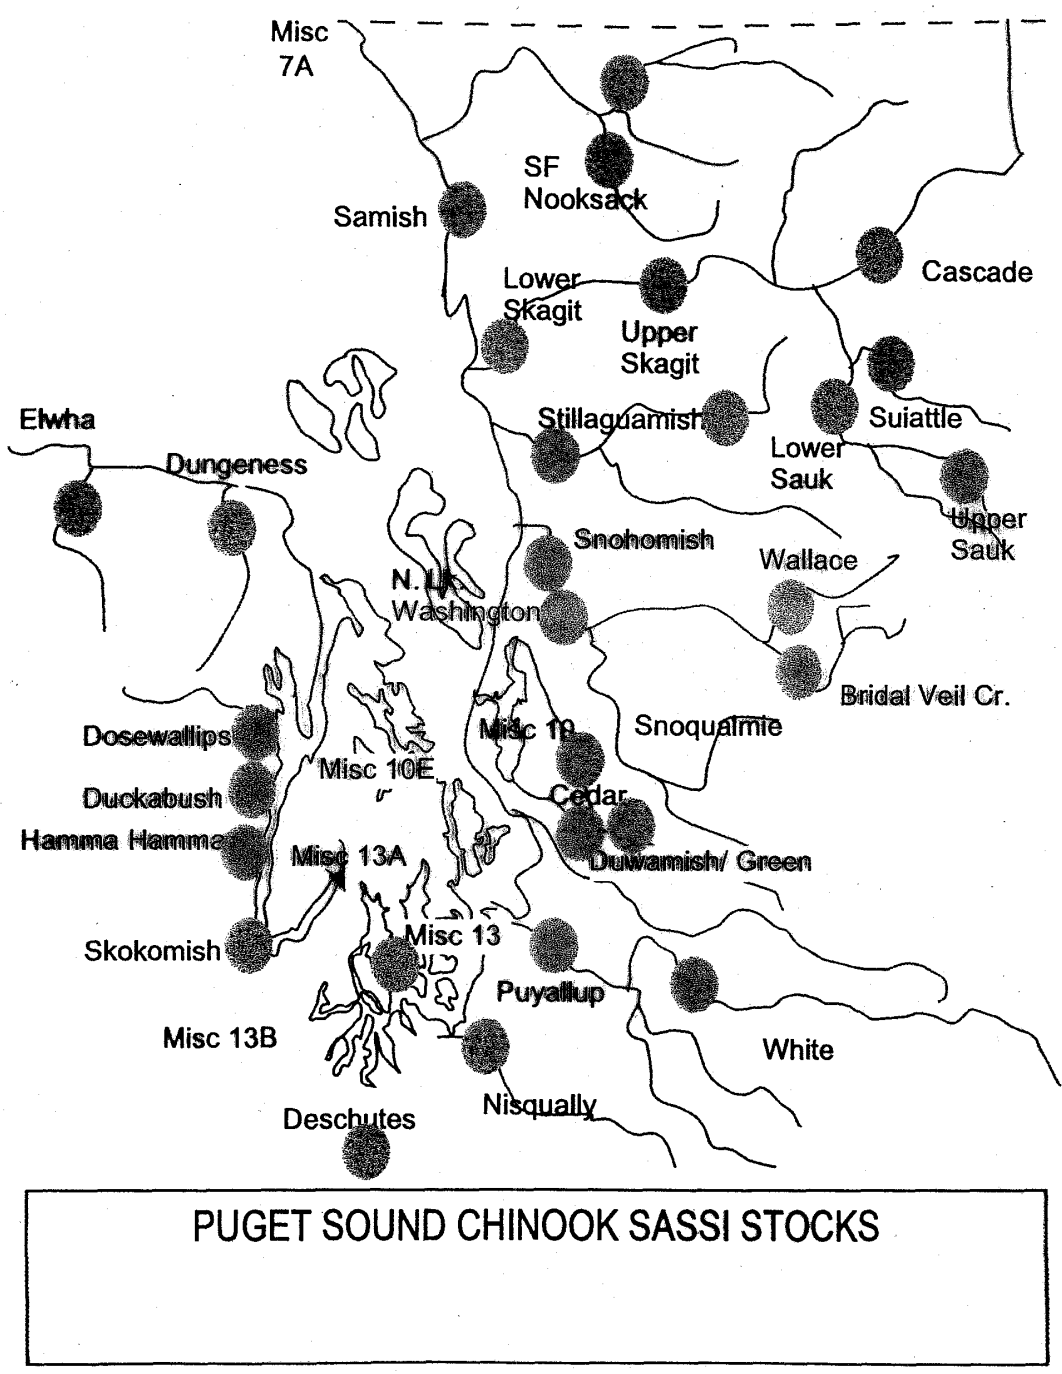 Misc
7A
SF
Nooksack
Samish
Cascade
Lower
Skagit
Upper
Skagit
Elwha
Stillaguamish
Suiattle
Lower
Sauk
Dungeness
Upper
Sauk
Snohomish
Wallace
N. Lk.
Washington
Bridal Veil Cr.
Snoqualmie
Misc 10
Dosewallips
Misc 10E
Duckabush
Cedar
Hamma Hamma
Misc 13A
Duwamish/ Green
Misc 13
Skokomish
Puyallup
Misc 13B
White
Nisqually
Deschutes
PUGET SOUND CHINOOK SASSI STOCKS